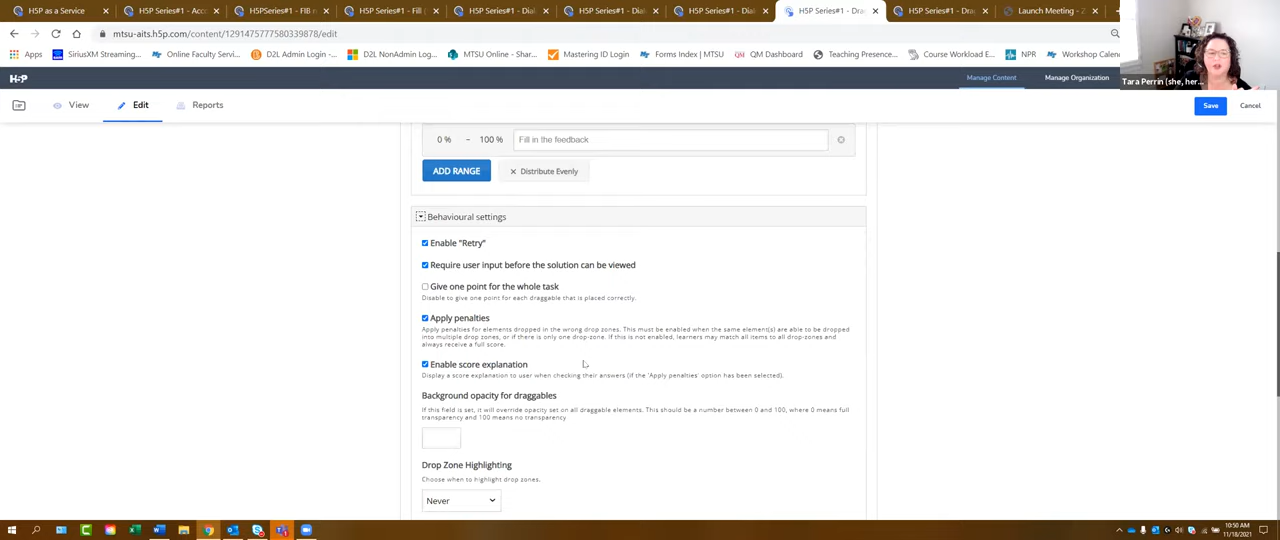 H5P as a Service
H5P Series#1 - Acc
H5PSeries#1 - FIB r
H5P Series#1 - Fill (
H5P Series#1 - Dial
H5P Series#1 - Dial
H5P Series#1 - Dial
H5P Series#1 - Dra
H5P Series#1 - Dra
Launch Meeting - Z
mtsu-aits.h5p.com/content/1291475777580339878/edit
Apps
SiriusXM Streaming...
Online Faculty Servi...
D2L Admin Login -...
D2L NonAdmin Log...
MTSU Online - Shar...
Mastering ID Login
Forms Index | MTSU
QM Dashboard
Teaching Presence...
Course Workload E...
NPR
Workshop Calen
Tara Perrin (she, her...
H5P
Manage Content
Manage Organization
View
Edit
Reports
Save
Cancel
0 % – 100 % Fill in the feedback
ADD RANGE
Distribute Evenly
Behavioural settings
Enable "Retry"
Require user input before the solution can be viewed
Give one point for the whole task
Disable to give one point for each draggable that is placed correctly.
Apply penalties
Apply penalties for elements dropped in the wrong drop zones. This must be enabled when the same element(s) are able to be dropped
into multiple drop zones, or if there is only one drop-zone. If this is not enabled, learners may match all items to all drop-zones and
always receive a full score.
Enable score explanation
Display a score explanation to user when checking their answers (if the 'Apply penalties' option has been selected).
Background opacity for draggables
If this field is set, it will override opacity set on all draggable elements. This should be a number between 0 and 100, where 0 means full
transparency and 100 means no transparency
Drop Zone Highlighting
Choose when to highlight drop zones.
Never
10:50 AM
11/18/2021